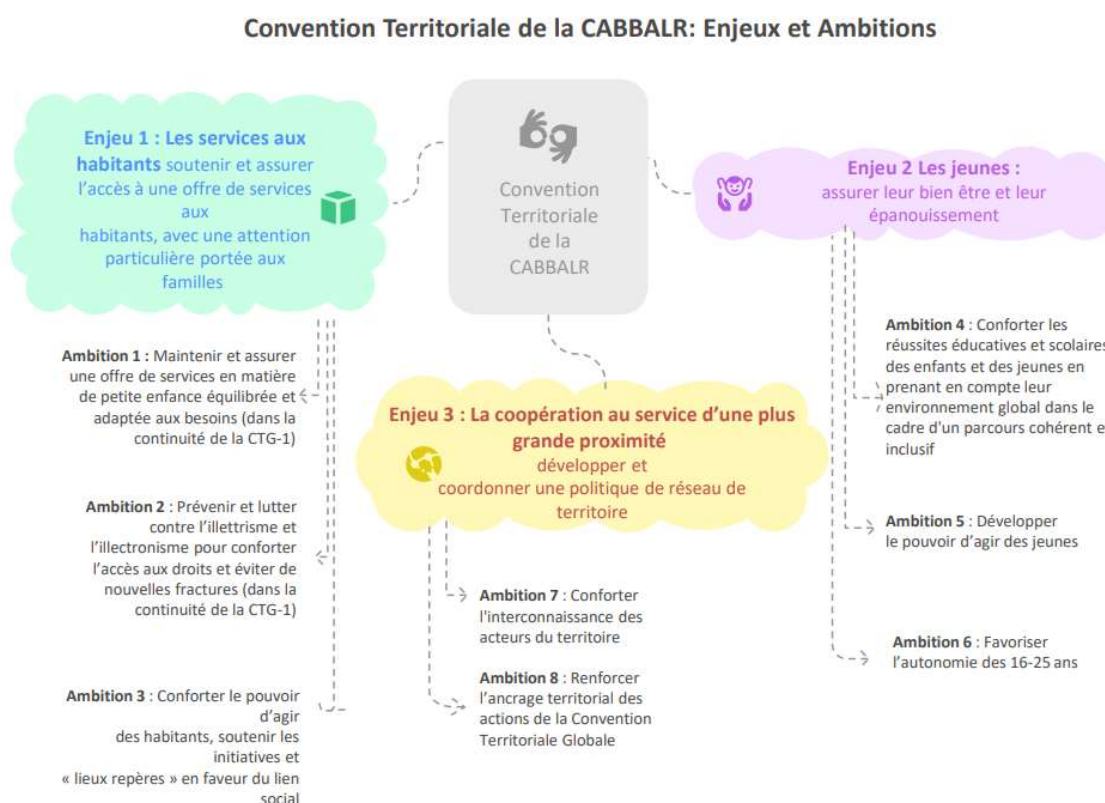 Convention Territoriale de la CABBALR: Enjeux et Ambitions
Enjeu 1 : Les services aux
habitants soutenir et assurer
l'accès à une offre de services
aux
habitants, avec une attention
particulière portée aux
familles
Convention
Territoriale
de la
CABBALR
Enjeu 2 Les jeunes :
assurer leur bien être et leur
épanouissement
Ambition 1 : Maintenir et assurer
une offre de services en matière
de petite enfance équilibrée et
adaptée aux besoins (dans la
continuité de la CTG-1)
Ambition 2 : Prévenir et lutter
contre l'illettrisme et
l'illectronisme pour conforter
l'accès aux droits et éviter de
nouvelles fractures (dans la
continuité de la CTG-1)
Ambition 3 : Conforter le pouvoir
d'agir
des habitants, soutenir les
initiatives et
« lieux repères » en faveur du lien
social
Enjeu 3 : La coopération au service d'une plus
grande proximité
développer et
coordonner une politique de réseau de
territoire
Ambition 7 : Conforter
l'interconnaissance des
acteurs du territoire
Ambition 8 : Renforcer
l'ancrage territorial des
actions de la Convention
Territoriale Globale
Ambition 4 : Conforter les
réussites éducatives et scolaires
des enfants et des jeunes en
prenant en compte leur
environnement global dans le
cadre d'un parcours cohérent e
inclusif
Ambition 5 : Développer
le pouvoir d'agir des jeunes
Ambition 6 : Favoriser
l'autonomie des 16-25 ans